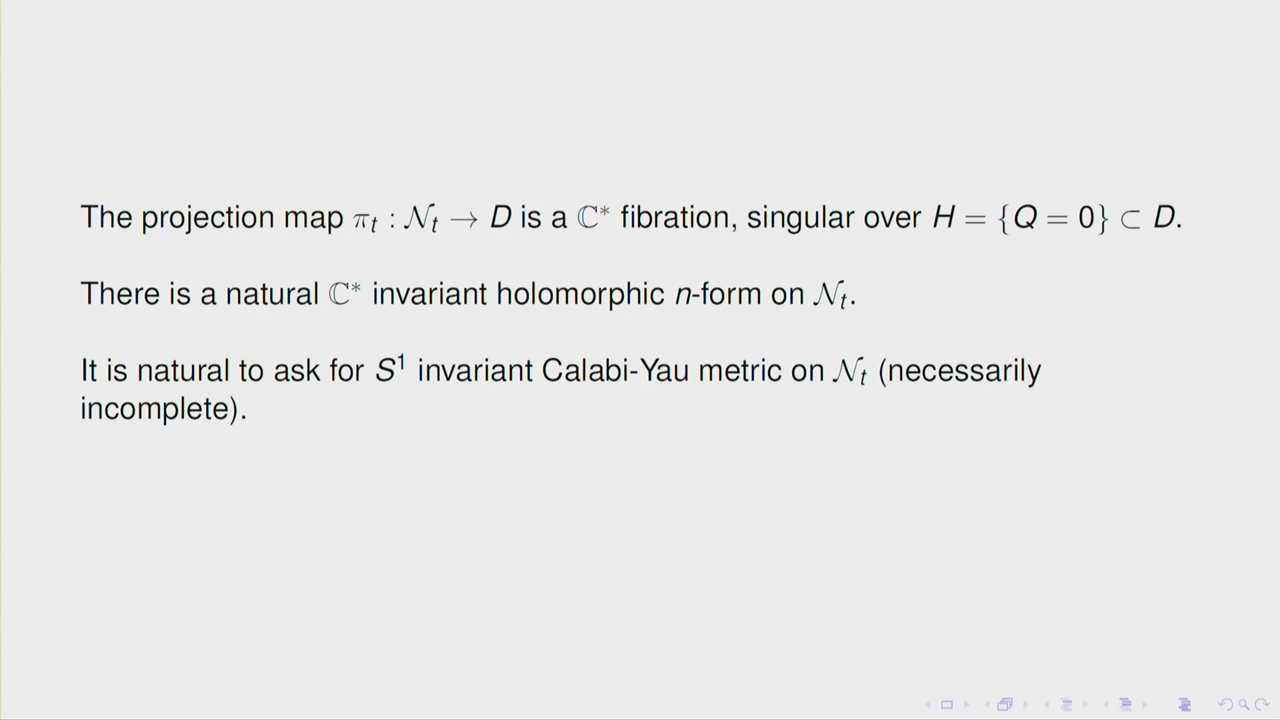 The projection map π_t : 𝒩_t → D is a ℂ* fibration, singular over H = {Q = 0} ⊂ D.
There is a natural ℂ* invariant holomorphic n-form on 𝒩_t.
It is natural to ask for S¹ invariant Calabi-Yau metric on 𝒩_t (necessarily
incomplete).